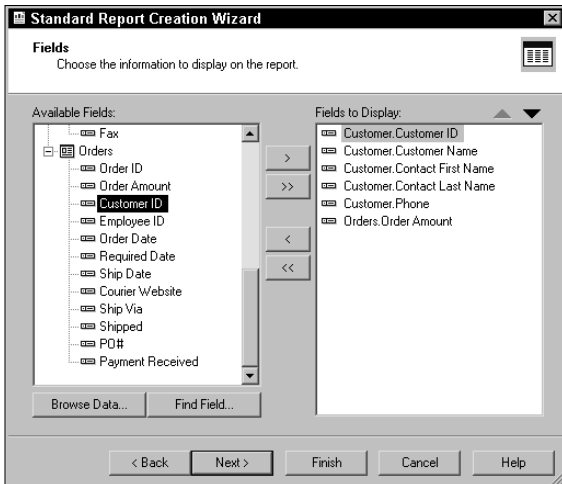 Standard Report Creation Wizard
Fields
Choose the information to display on the report.
Available Fields:
Fax
Orders
Order ID
Order Amount
Customer ID
Employee ID
Order Date
Required Date
Ship Date
Courier Website
Ship Via
Shipped
PO#
Payment Received
Browse Data...
Find Field...
>
>>
<
<<
Fields to Display:
Customer.Customer ID
Customer.Customer Name
Customer.Contact First Name
Customer.Contact Last Name
Customer.Phone
Orders.Order Amount
< Back
Next >
Finish
Cancel
Help